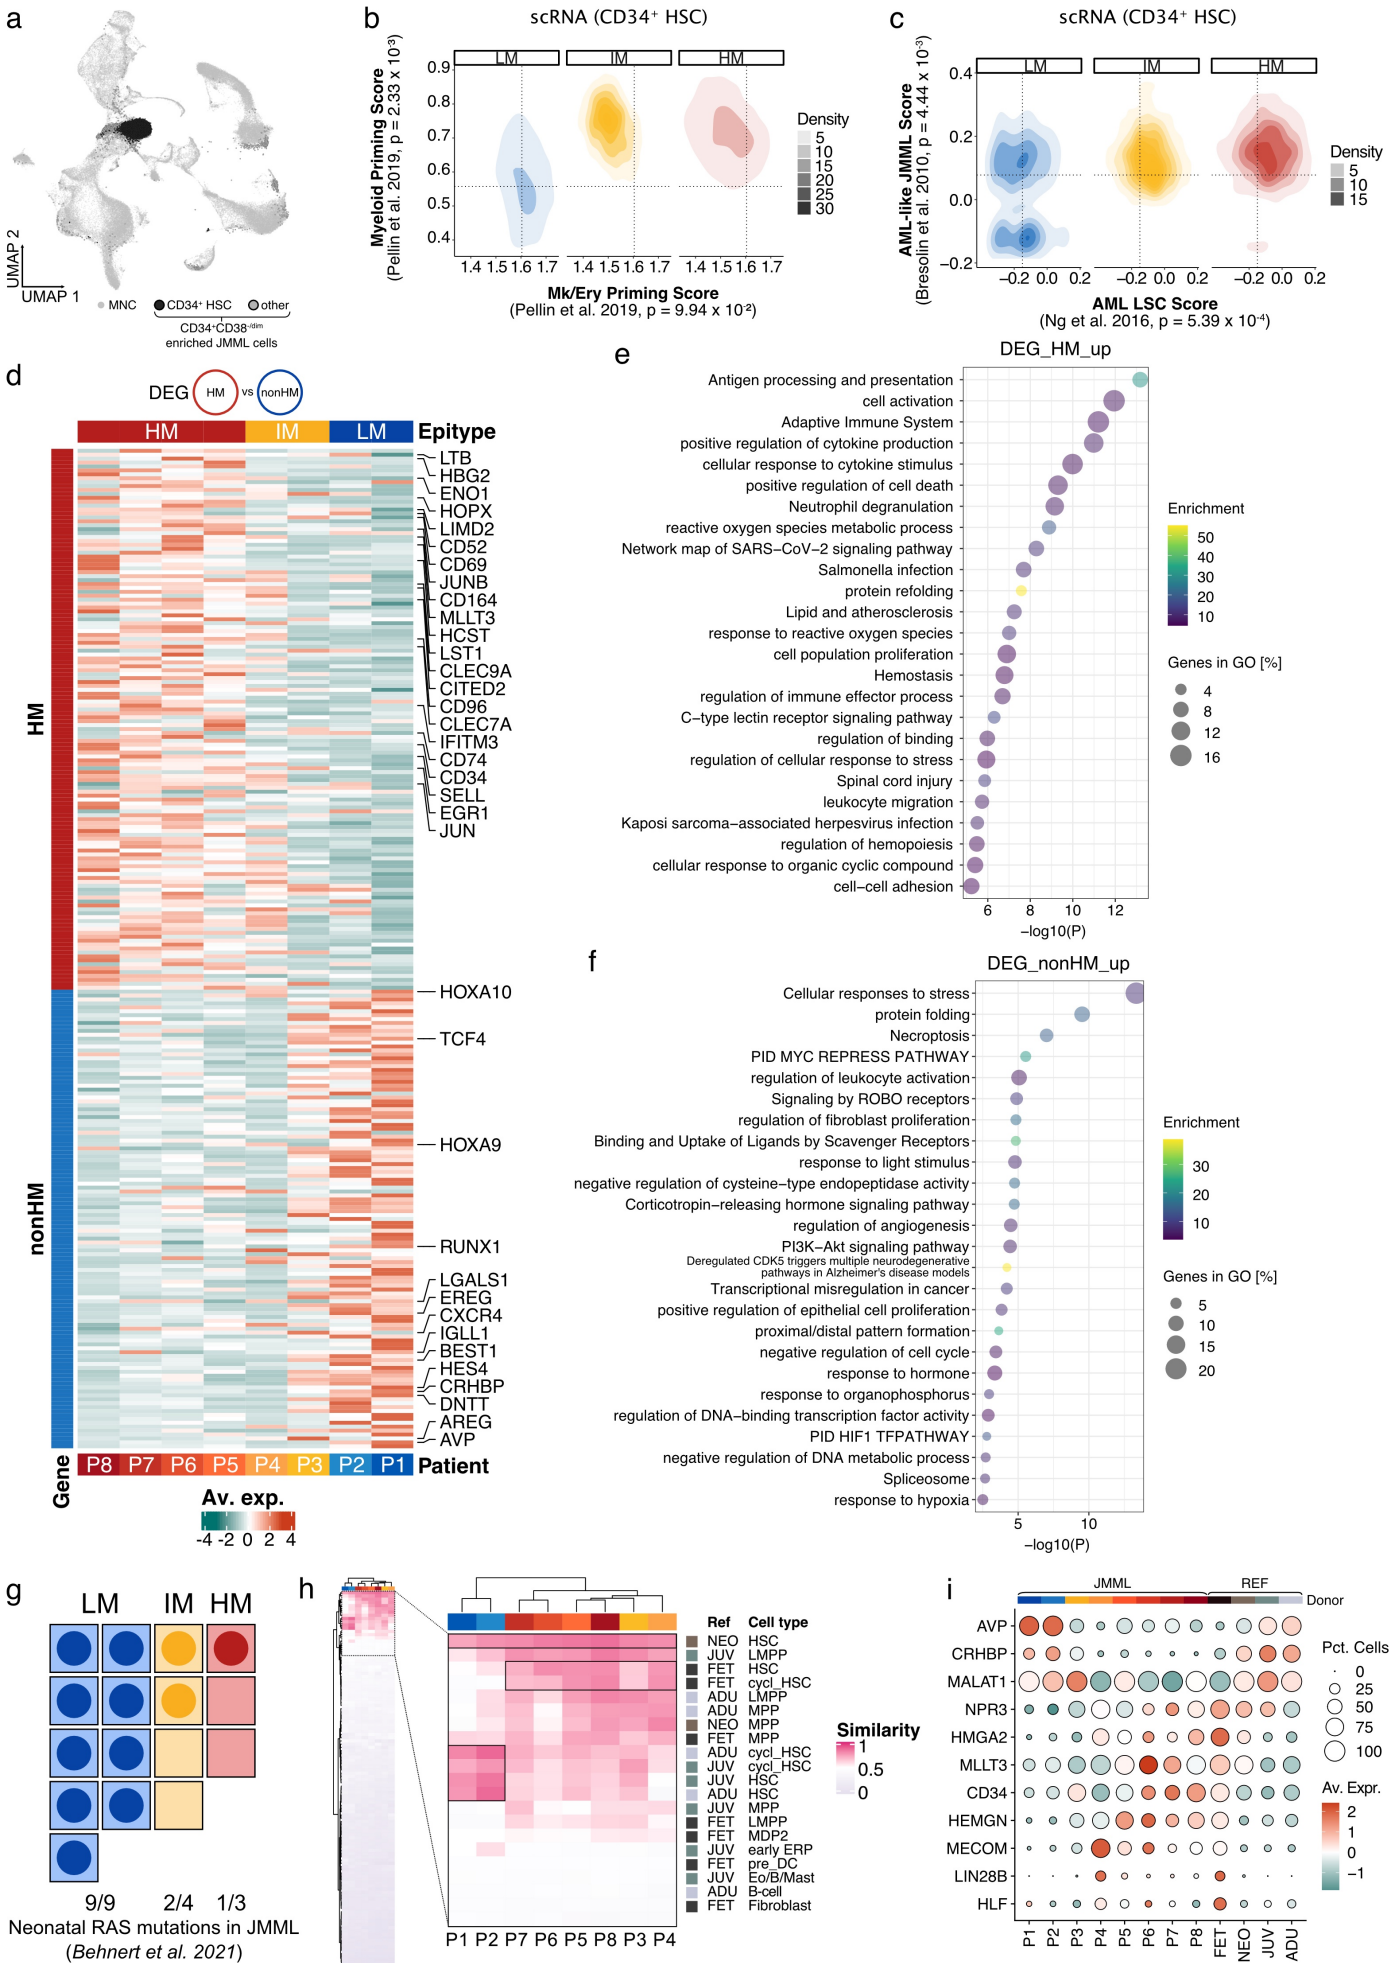 a
UMAP 2
UMAP 1
MNC
CD34+ HSC
other
CD34+CD38-/dim
enriched JMML cells
b
scRNA (CD34+ HSC)
LM
IM
HM
Myeloid Priming Score
(Pellin et al. 2019, p = 2.33 x 10-3)
0.9
0.8
0.7
0.6
0.5
0.4
1.4 1.5 1.6 1.7
1.4 1.5 1.6 1.7
1.4 1.5 1.6 1.7
Mk/Ery Priming Score
(Pellin et al. 2019, p = 9.94 x 10-2)
Density
5
10
15
20
25
30
c
scRNA (CD34+ HSC)
LM
IM
HM
AML-like JMML Score
(Bresolin et al. 2010, p = 4.44 x 10-3)
0.4
0.2
0.0
−0.2
−0.2 0.0 0.2
−0.2 0.0 0.2
−0.2 0.0 0.2
AML LSC Score
(Ng et al. 2016, p = 5.39 x 10-4)
Density
5
10
15
d
DEG HM vs nonHM
HM IM LM Epitype
HM
nonHM
Gene
LTB
HBG2
ENO1
HOPX
LIMD2
CD52
CD69
JUNB
CD164
MLLT3
HCST
LST1
CLEC9A
CITED2
CD96
CLEC7A
IFITM3
CD74
CD34
SELL
EGR1
JUN
HOXA10
TCF4
HOXA9
RUNX1
LGALS1
EREG
CXCR4
IGLL1
BEST1
HES4
CRHBP
DNTT
AREG
AVP
P8 P7 P6 P5 P4 P3 P2 P1 Patient
Av. exp.
-4 -2 0 2 4
e
DEG_HM_up
Antigen processing and presentation
cell activation
Adaptive Immune System
positive regulation of cytokine production
cellular response to cytokine stimulus
positive regulation of cell death
Neutrophil degranulation
reactive oxygen species metabolic process
Network map of SARS−CoV−2 signaling pathway
Salmonella infection
protein refolding
Lipid and atherosclerosis
response to reactive oxygen species
cell population proliferation
Hemostasis
regulation of immune effector process
C−type lectin receptor signaling pathway
regulation of binding
regulation of cellular response to stress
Spinal cord injury
leukocyte migration
Kaposi sarcoma−associated herpesvirus infection
regulation of hemopoiesis
cellular response to organic cyclic compound
cell−cell adhesion
6 8 10 12
−log10(P)
Enrichment
50
40
30
20
10
Genes in GO [%]
4
8
12
16
f
DEG_nonHM_up
Cellular responses to stress
protein folding
Necroptosis
PID MYC REPRESS PATHWAY
regulation of leukocyte activation
Signaling by ROBO receptors
regulation of fibroblast proliferation
Binding and Uptake of Ligands by Scavenger Receptors
response to light stimulus
negative regulation of cysteine−type endopeptidase activity
Corticotropin−releasing hormone signaling pathway
regulation of angiogenesis
PI3K−Akt signaling pathway
Deregulated CDK5 triggers multiple neurodegenerative
pathways in Alzheimer's disease models
Transcriptional misregulation in cancer
positive regulation of epithelial cell proliferation
proximal/distal pattern formation
negative regulation of cell cycle
response to hormone
response to organophosphorus
regulation of DNA−binding transcription factor activity
PID HIF1 TFPATHWAY
negative regulation of DNA metabolic process
Spliceosome
response to hypoxia
5 10
−log10(P)
Enrichment
30
20
10
Genes in GO [%]
5
10
15
20
g
LM IM HM
9/9 2/4 1/3
Neonatal RAS mutations in JMML
(Behnert et al. 2021)
h
Ref Cell type
NEO HSC
JUV LMPP
FET HSC
FET cycl_HSC
ADU LMPP
ADU MPP
NEO MPP
FET MPP
ADU cycl_HSC
JUV cycl_HSC
JUV HSC
ADU HSC
JUV MPP
FET LMPP
FET MDP2
JUV early ERP
FET pre_DC
JUV Eo/B/Mast
ADU B-cell
FET Fibroblast
P1 P2 P7 P6 P5 P8 P3 P4
Similarity
1
0.5
0
i
JMML REF
Donor
AVP
CRHBP
MALAT1
NPR3
HMGA2
MLLT3
CD34
HEMGN
MECOM
LIN28B
HLF
P1 P2 P3 P4 P5 P6 P7 P8 FET NEO JUV ADU
Pct. Cells
0
25
50
75
100
Av. Expr.
2
1
0
−1